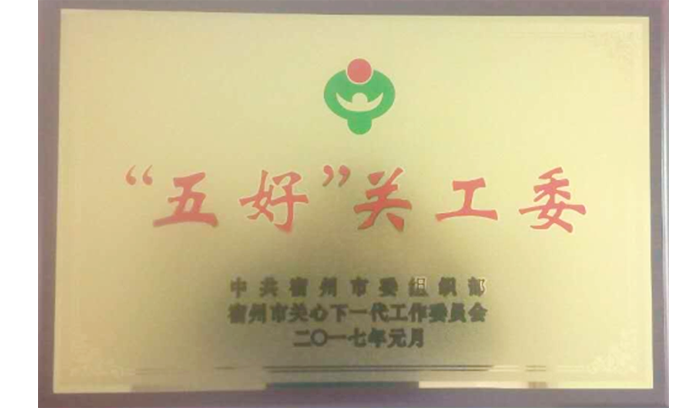 “五好”关工委
中共宿州市委组织部
宿州市关心下一代工作委员会
二〇一七年元月